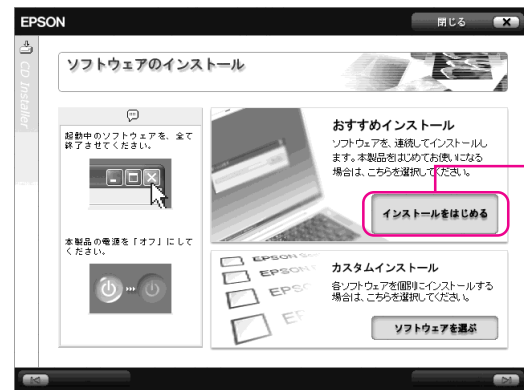 EPSON
閉じる
CD Installer
ソフトウェアのインストール
起動中のソフトウェアを、全て
終了させてください。
本製品の電源を「オフ」にして
ください。
おすすめインストール
ソフトウェアを、連続してインストールし
ます。本製品をはじめてお使いになる
場合は、こちらを選択してください。
インストールをはじめる
EPSON
EPSON
EPS
カスタムインストール
各ソフトウェアを個別にインストールする
場合は、こちらを選択してください。
ソフトウェアを選ぶ